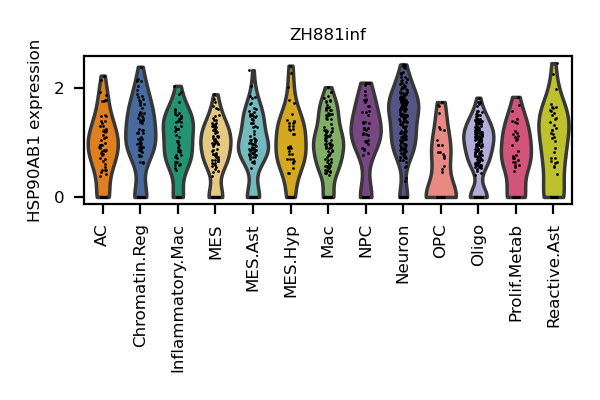 ZH881inf
HSP90AB1 expression
2
0
AC
Chromatin.Reg
Inflammatory.Mac
MES
MES.Ast
MES.Hyp
Mac
NPC
Neuron
OPC
Oligo
Prolif.Metab
Reactive.Ast